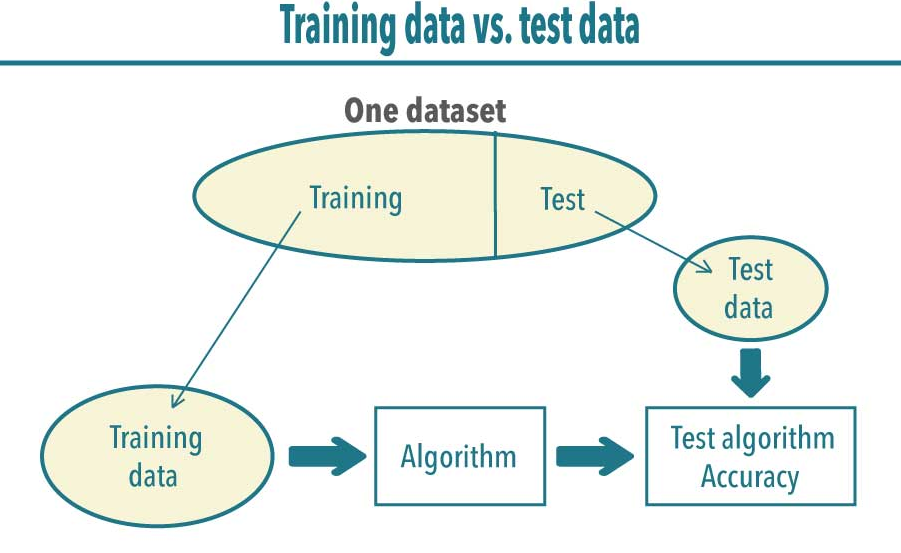 Training data vs. test data
One dataset
Training
Test
Test
data
Training
data
Algorithm
Test algorithm
Accuracy